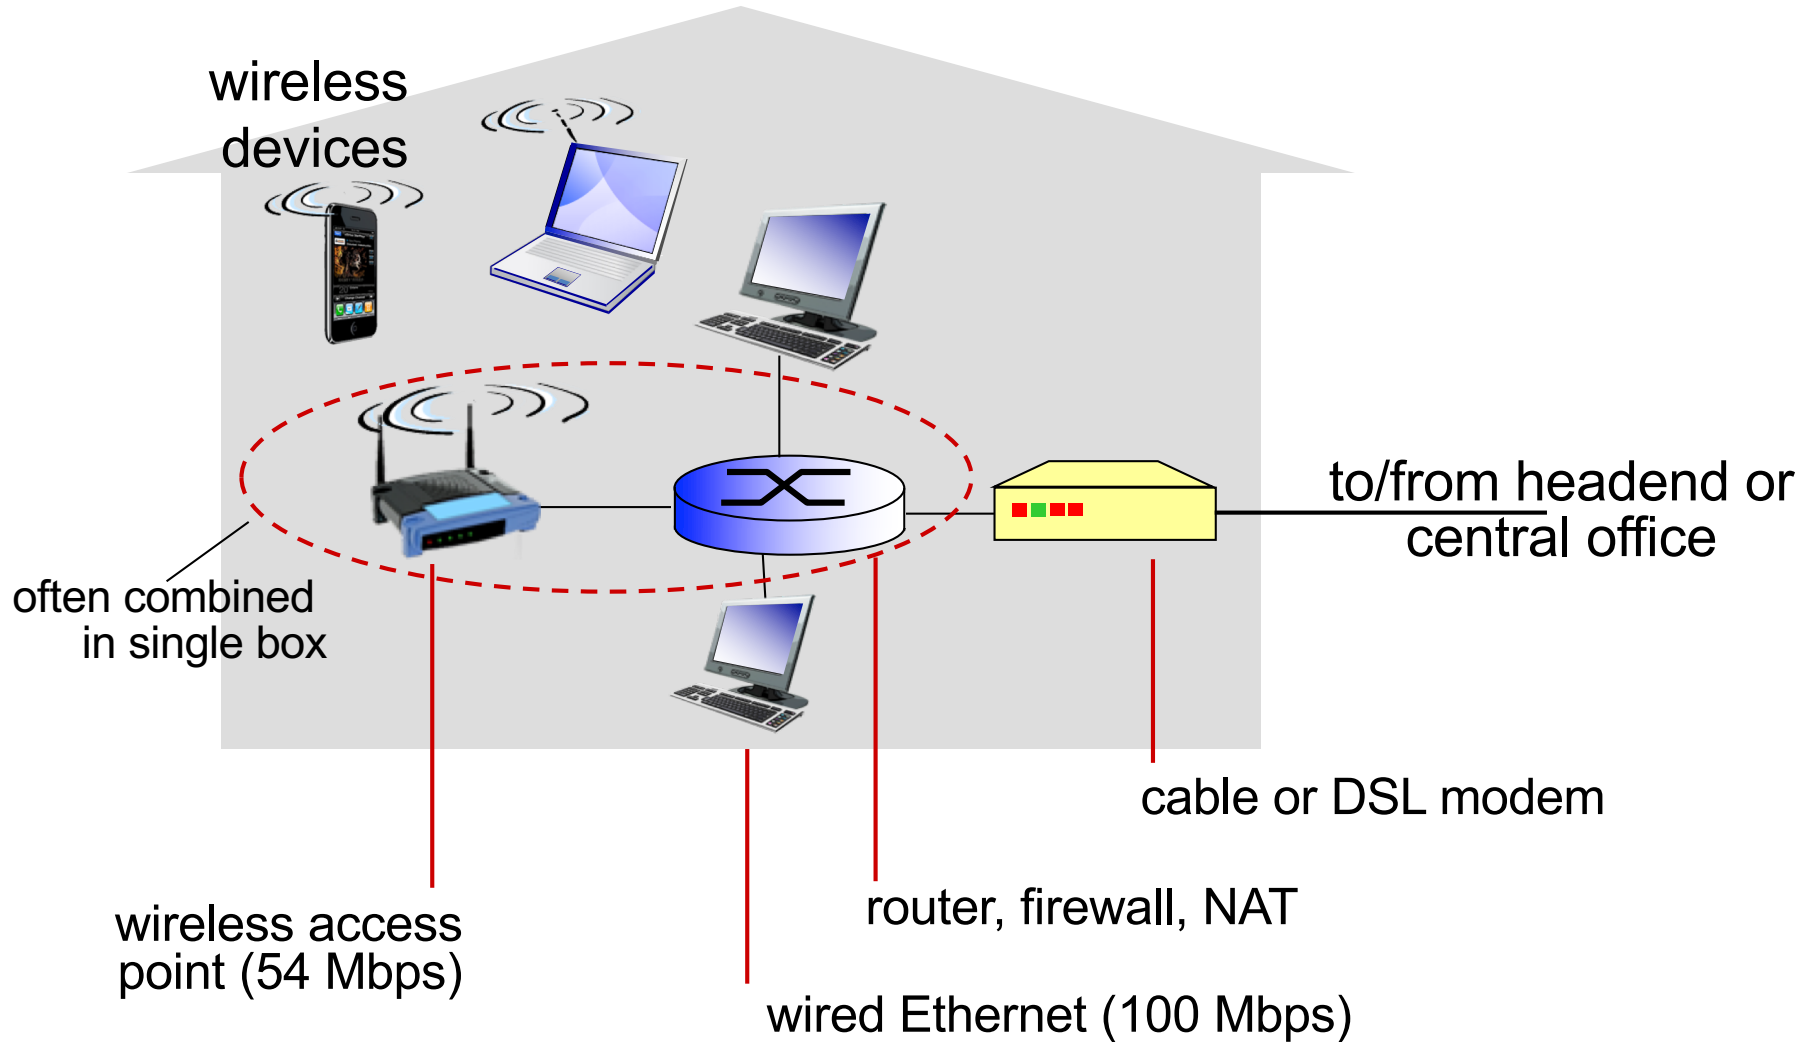 wireless
devices
to/from headend or
central office
often combined
in single box
cable or DSL modem
router, firewall, NAT
wireless access
point (54 Mbps)
wired Ethernet (100 Mbps)